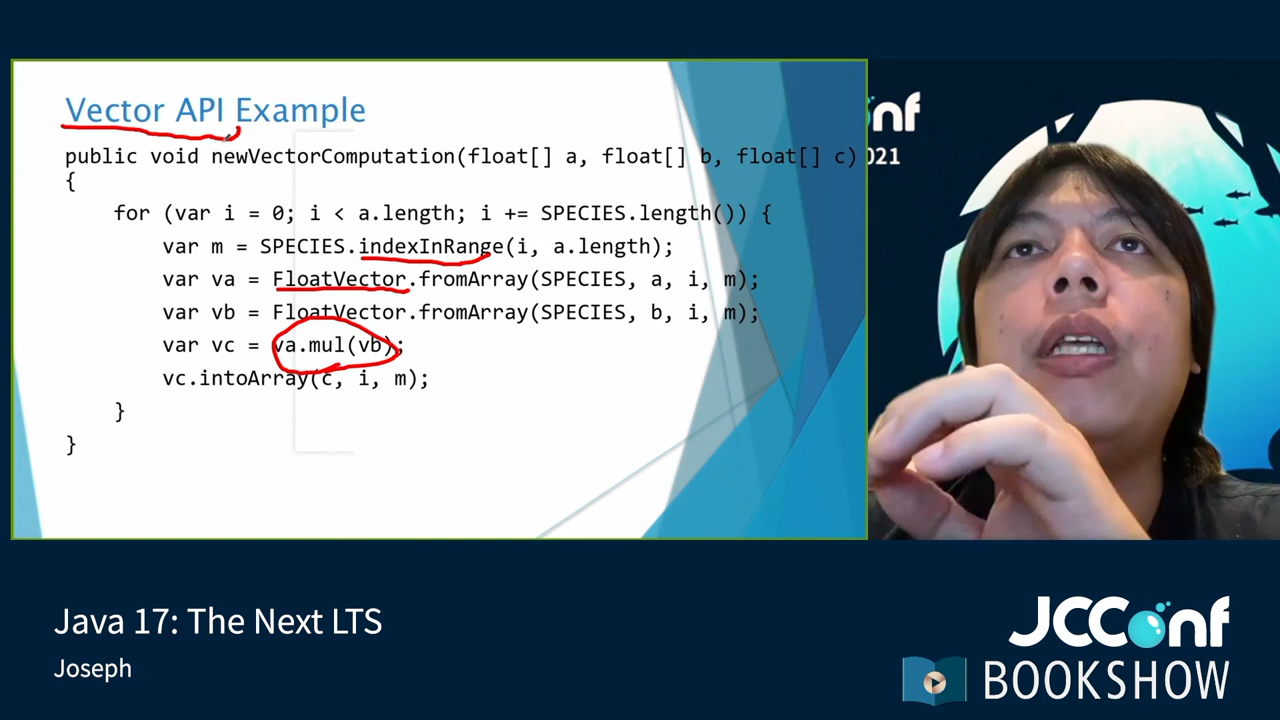 Vector API Example
public void newVectorComputation(float[] a, float[] b, float[] c)
{
for (var i = 0; i < a.length; i += SPECIES.length()) {
var m = SPECIES.indexInRange(i, a.length);
var va = FloatVector.fromArray(SPECIES, a, i, m);
var vb = FloatVector.fromArray(SPECIES, b, i, m);
var vc = va.mul(vb);
vc.intoArray(c, i, m);
}
}
nf
021
Java 17: The Next LTS
Joseph
JCConf
BOOKSHOW